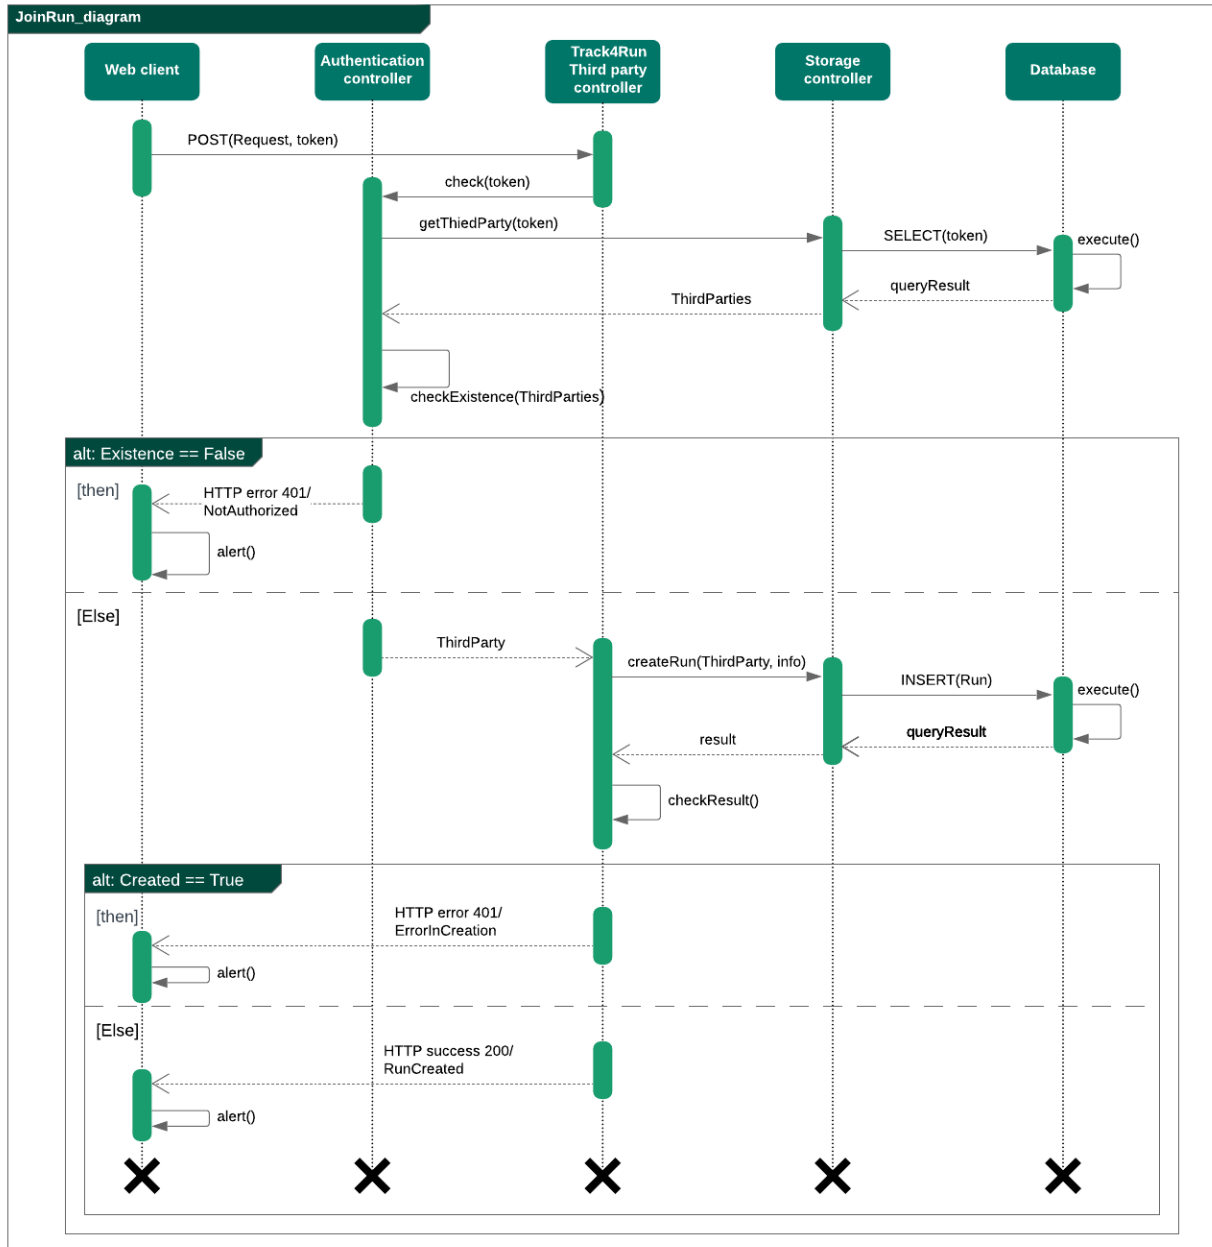 JoinRun_diagram
Web client
Authentication
controller
Track4Run
Third party
controller
Storage
controller
Database
POST(Request, token)
check(token)
getThiedParty(token)
SELECT(token)
execute()
queryResult
ThirdParties
checkExistence(ThirdParties)
alt: Existence == False
[then]
HTTP error 401/
NotAuthorized
alert()
[Else]
ThirdParty
createRun(ThirdParty, info)
INSERT(Run)
execute()
queryResult
result
checkResult()
alt: Created == True
[then]
HTTP error 401/
ErrorInCreation
alert()
[Else]
HTTP success 200/
RunCreated
alert()